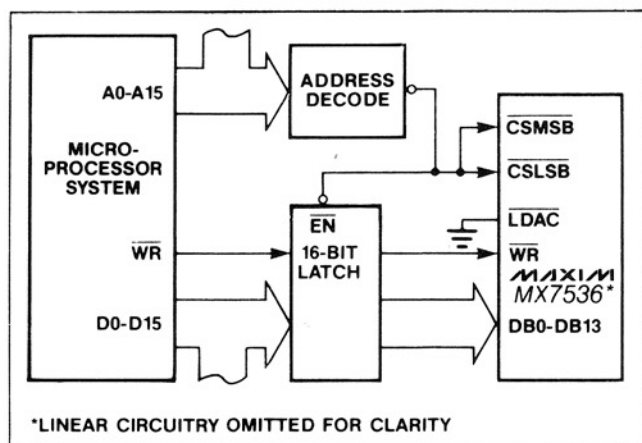 A0-A15
MICRO-
PROCESSOR
SYSTEM
WR
D0-D15
ADDRESS
DECODE
EN
16-BIT
LATCH
CSMSB
CSLSB
LDAC
WR
MAXIM
MX7536*
DB0-DB13
*LINEAR CIRCUITRY OMITTED FOR CLARITY